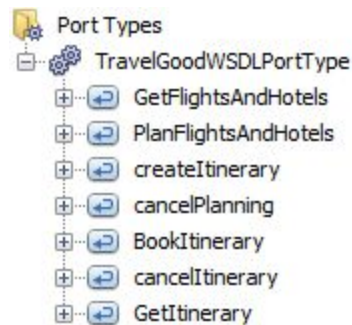 Port Types
TravelGoodWSDLPortType
GetFlightsAndHotels
PlanFlightsAndHotels
createItinerary
cancelPlanning
BookItinerary
cancelItinerary
GetItinerary